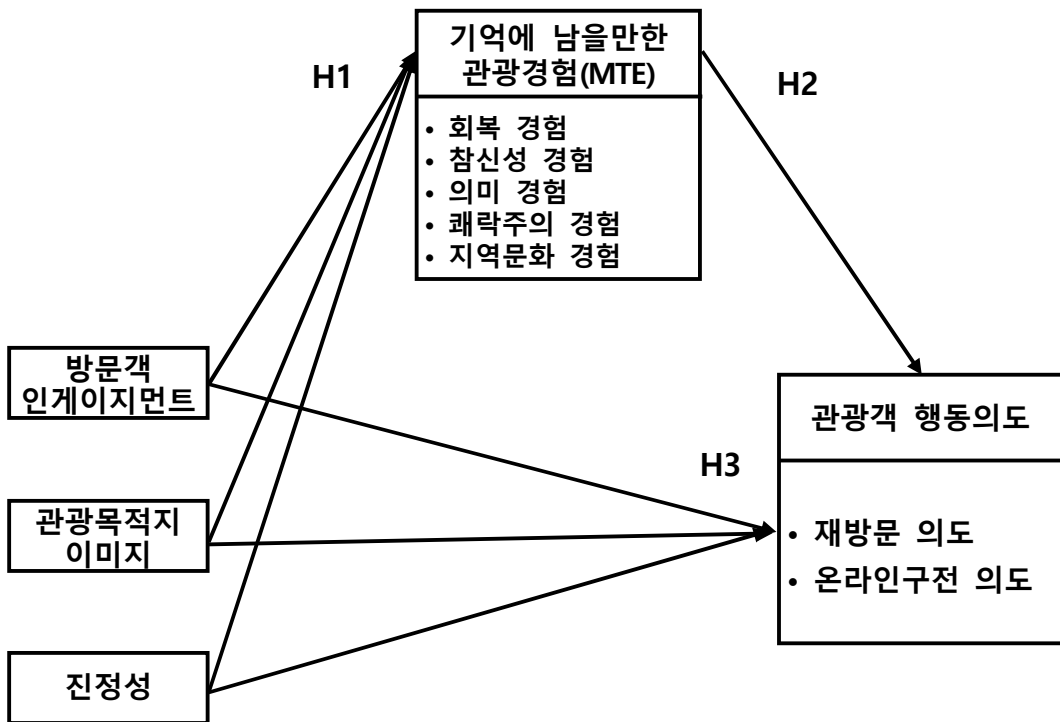 기억에 남을만한
관광경험(MTE)
H1
H2
• 회복 경험
• 참신성 경험
• 의미 경험
• 쾌락주의 경험
• 지역문화 경험
방문객
인게이지먼트
관광객 행동의도
H3
관광목적지
이미지
• 재방문 의도
• 온라인구전 의도
진정성